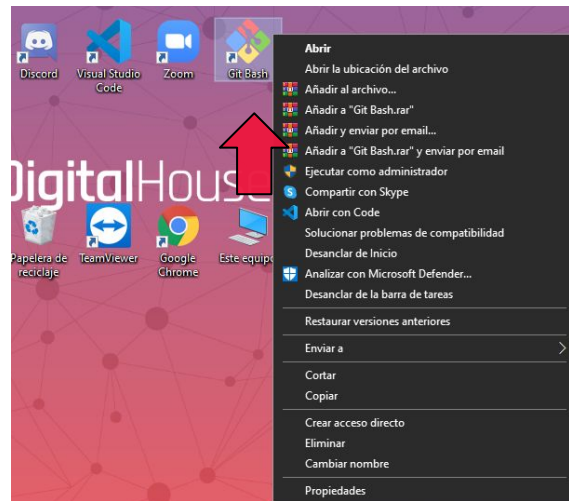 Discord
Visual Studio
Code
Zoom
Git Bash
DigitalHouse
Papelera de
reciclaje
TeamViewer
Google
Chrome
Este equipo
Abrir
Abrir la ubicación del archivo
Añadir al archivo...
Añadir a "Git Bash.rar"
Añadir y enviar por email...
Añadir a "Git Bash.rar" y enviar por email
Ejecutar como administrador
Compartir con Skype
Abrir con Code
Solucionar problemas de compatibilidad
Desanclar de Inicio
Analizar con Microsoft Defender...
Desanclar de la barra de tareas
Restaurar versiones anteriores
Enviar a
Cortar
Copiar
Crear acceso directo
Eliminar
Cambiar nombre
Propiedades